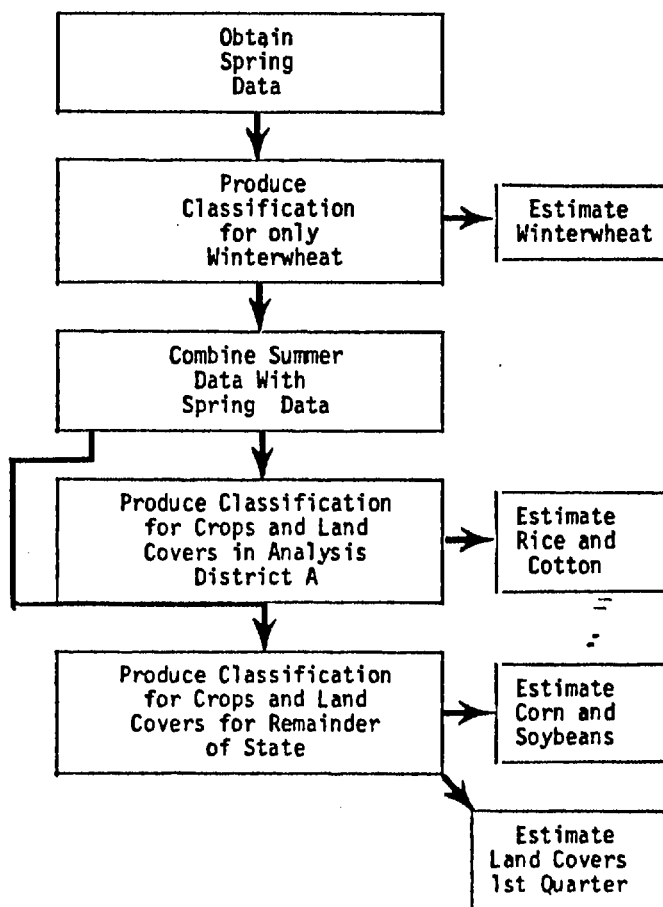 Obtain
Spring
Data
Produce
Classification
for only
Winterwheat
Estimate
Winterwheat
Combine Summer
Data With
Spring Data
Produce Classification
for Crops and Land
Covers in Analysis
District A
Estimate
Rice and
Cotton
Produce Classification
for Crops and Land
Covers for Remainder
of State
Estimate
Corn and
Soybeans
Estimate
Land Covers
1st Quarter